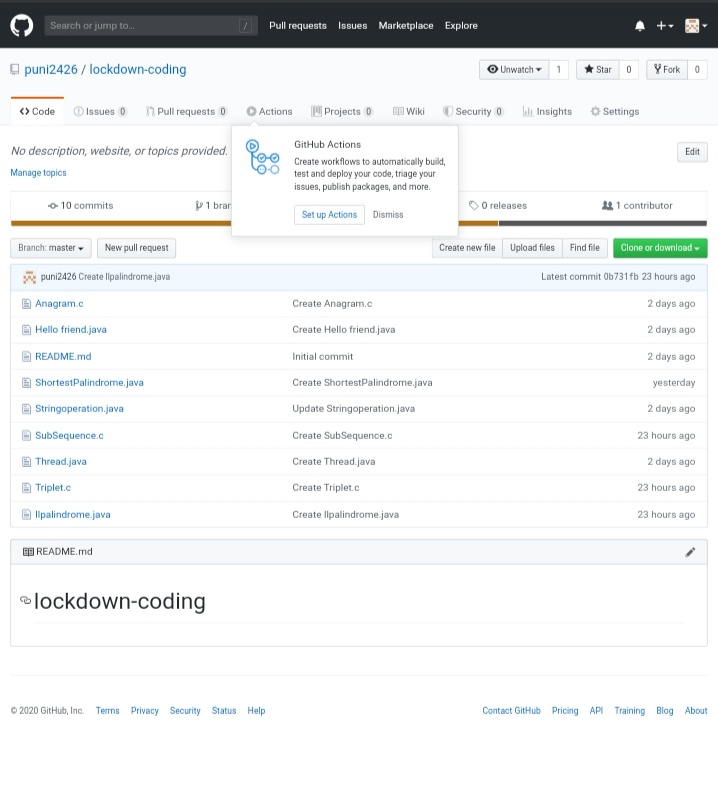 Search or jump to... / Pull requests Issues Marketplace Explore
puni2426 / lockdown-coding Unwatch 1 Star 0 Fork 0
Code Issues 0 Pull requests 0 Actions Projects 0 Wiki Security 0 Insights Settings
No description, website, or topics provided. Edit
Manage topics
GitHub Actions
Create workflows to automatically build,
test and deploy your code, triage your
issues, publish packages, and more.
Set up Actions Dismiss
10 commits 1 bran 0 releases 1 contributor
Branch: master New pull request Create new file Upload files Find file Clone or download
puni2426 Create llpalindrome.java Latest commit 0b731fb 23 hours ago
Anagram.c Create Anagram.c 2 days ago
Hello friend.java Create Hello friend.java 2 days ago
README.md Initial commit 2 days ago
ShortestPalindrome.java Create ShortestPalindrome.java yesterday
Stringoperation.java Update Stringoperation.java 2 days ago
SubSequence.c Create SubSequence.c 23 hours ago
Thread.java Create Thread.java 2 days ago
Triplet.c Create Triplet.c 23 hours ago
llpalindrome.java Create llpalindrome.java 23 hours ago
README.md
lockdown-coding
© 2020 GitHub, Inc. Terms Privacy Security Status Help Contact GitHub Pricing API Training Blog About